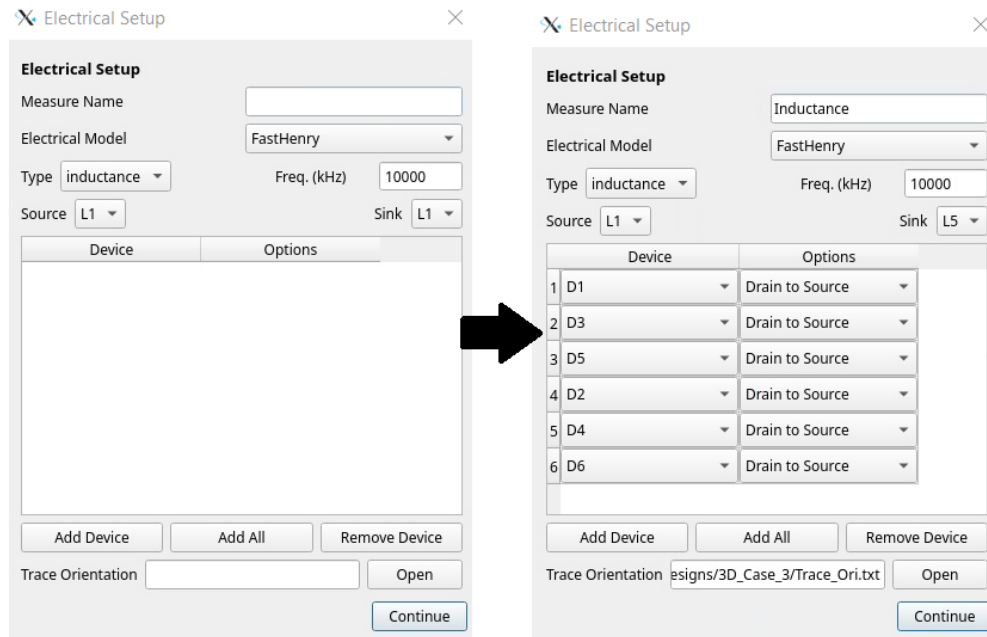 Electrical Setup
Electrical Setup
Measure Name
Electrical Model FastHenry
Type inductance Freq. (kHz) 10000
Source L1 Sink L1
Device Options
Add Device Add All Remove Device
Trace Orientation Open
Continue
Electrical Setup
Electrical Setup
Measure Name Inductance
Electrical Model FastHenry
Type inductance Freq. (kHz) 10000
Source L1 Sink L5
Device Options
1 D1 Drain to Source
2 D3 Drain to Source
3 D5 Drain to Source
4 D2 Drain to Source
5 D4 Drain to Source
6 D6 Drain to Source
Add Device Add All Remove Device
Trace Orientation esigns/3D_Case_3/Trace_Ori.txt Open
Continue